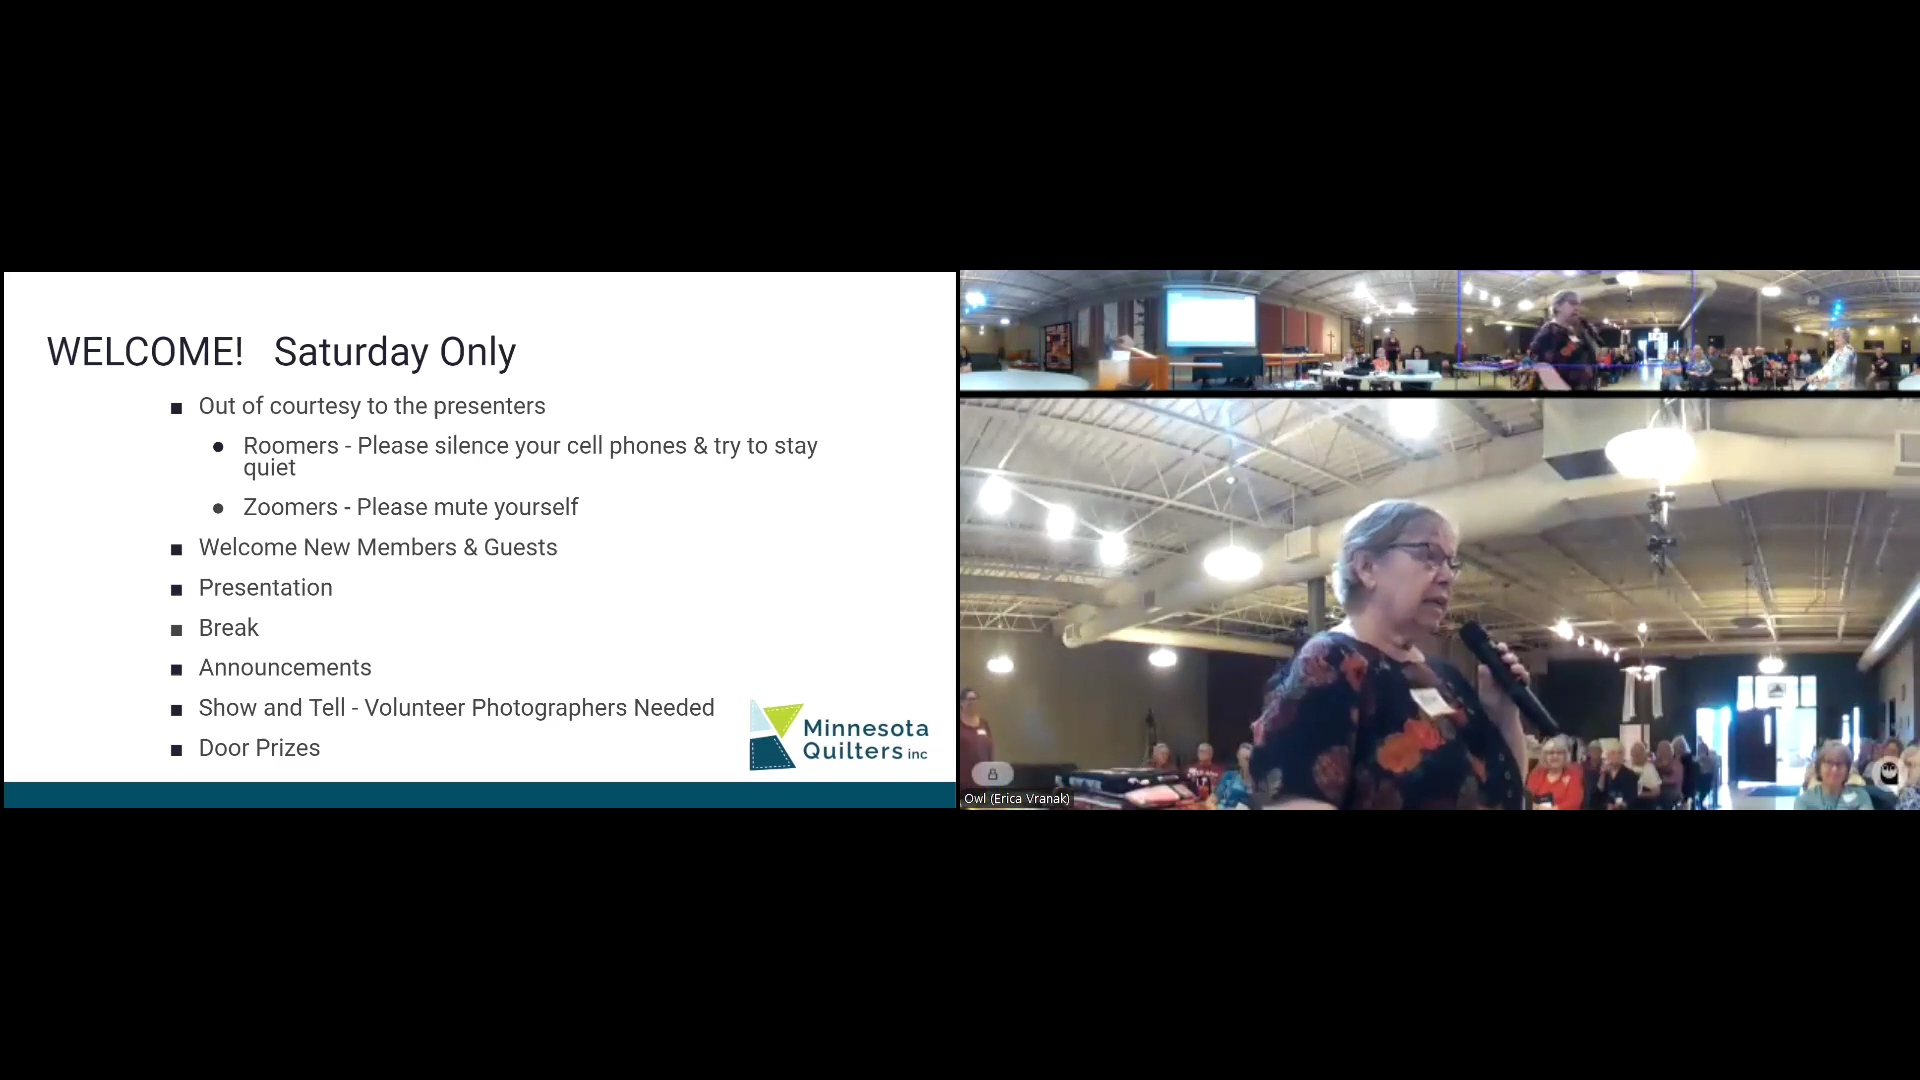 WELCOME! Saturday Only
■ Out of courtesy to the presenters
● Roomers - Please silence your cell phones & try to stay
quiet
● Zoomers - Please mute yourself
■ Welcome New Members & Guests
■ Presentation
■ Break
■ Announcements
■ Show and Tell - Volunteer Photographers Needed
■ Door Prizes
Minnesota
Quilters inc
Owl (Erica Vranak)